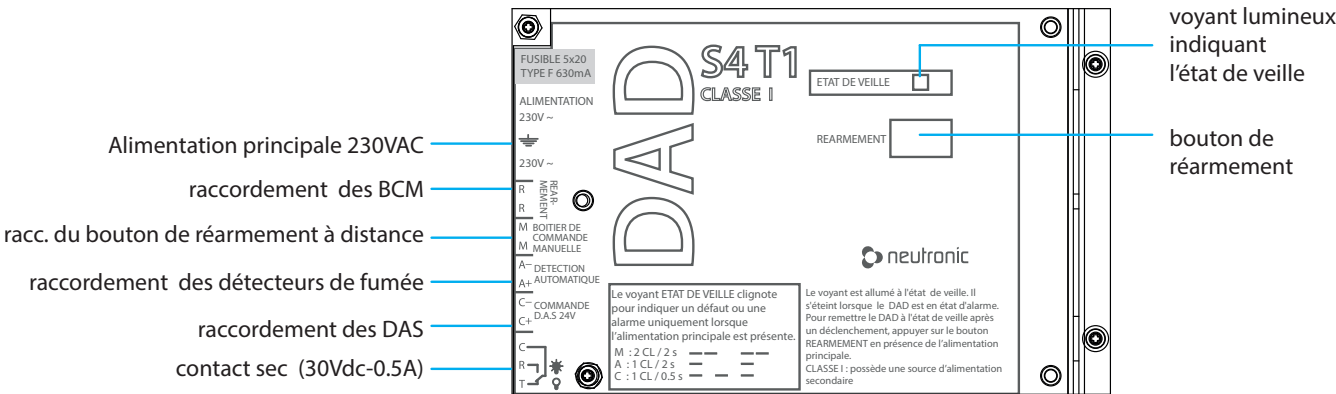 Alimentation principale 230VAC
raccordement des BCM
racc. du bouton de réarmement à distance
raccordement des détecteurs de fumée
raccordement des DAS
contact sec (30Vdc-0.5A)
FUSIBLE 5x20
TYPE F 630mA
ALIMENTATION
230V ~
230V ~
R
R
REAR-
MEMENT
M BOITIER DE
COMMANDE
M MANUELLE
A− DETECTION
A+ AUTOMATIQUE
C− COMMANDE
C+ D.A.S 24V
C
R
T
DAD
S4 T1
CLASSE I
ETAT DE VEILLE
REARMEMENT
neutronic
Le voyant ETAT DE VEILLE clignote
pour indiquer un défaut ou une
alarme uniquement lorsque
l'alimentation principale est présente.
M : 2 CL / 2 s
A : 1 CL / 2 s
C : 1 CL / 0.5 s
Le voyant est allumé à l'état de veille. Il
s'éteint lorsque le DAD est en état d'alarme.
Pour remettre le DAD à l'état de veille après
un déclenchement, appuyer sur le bouton
REARMEMENT en présence de l'alimentation
principale.
CLASSE I : possède une source d'alimentation
secondaire
voyant lumineux
indiquant
l'état de veille
bouton de
réarmement